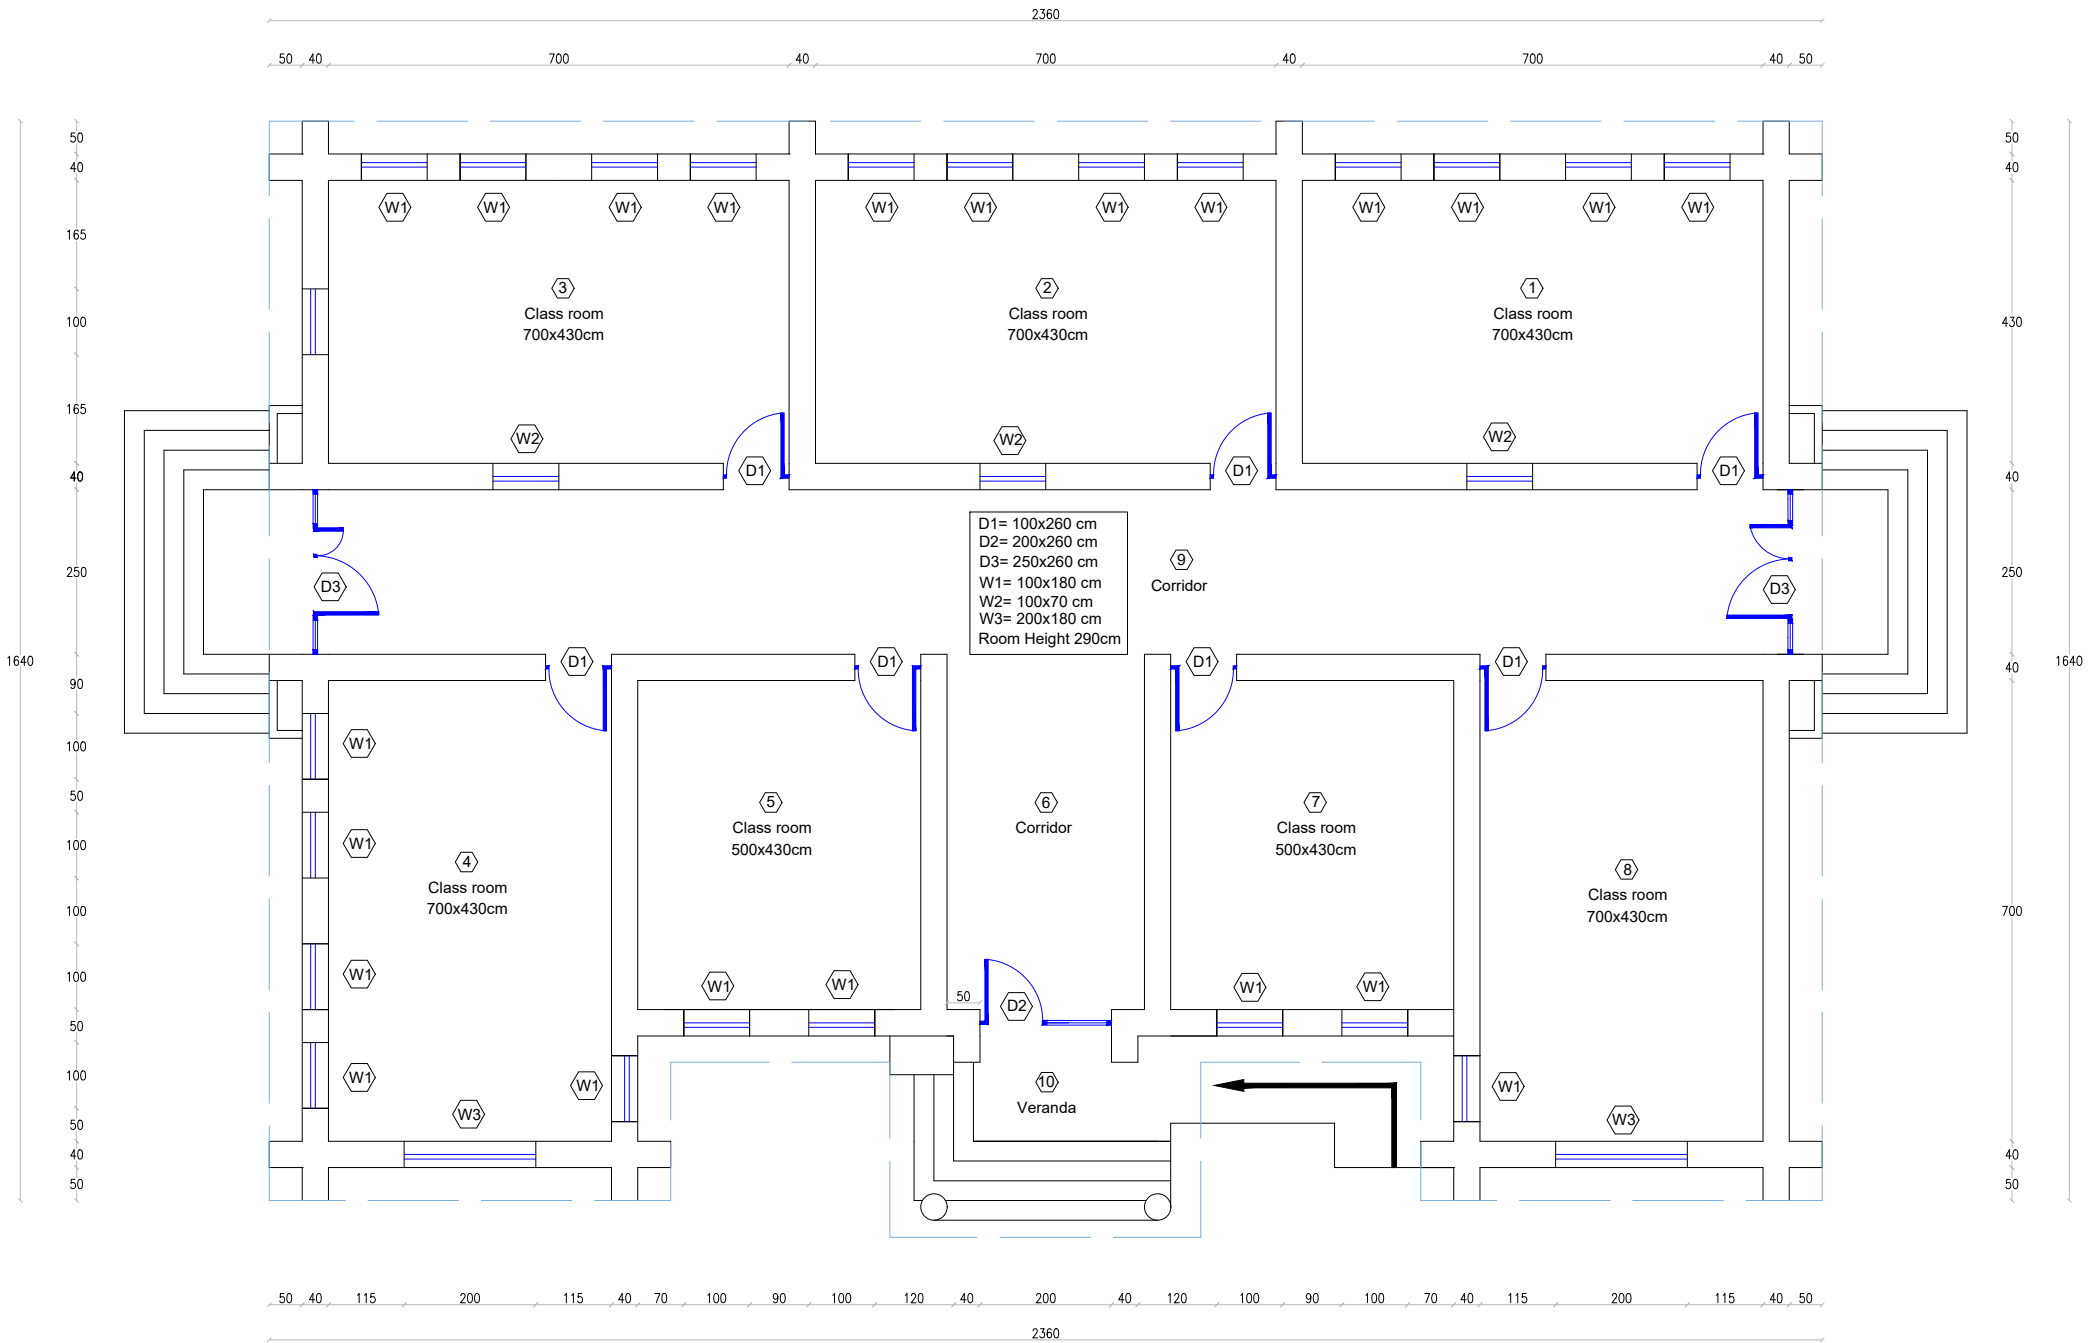 2360
50 40 700 40 700 40 700 40 50
50 50
40 40
W1 W1 W1 W1 W1 W1 W1 W1 W1 W1 W1 W1
165
3 2 1
Class room Class room Class room
700x430cm 700x430cm 700x430cm
100 430
165
W2 W2 W2
D1 D1 D1
40 40
D1= 100x260 cm
D2= 200x260 cm
D3= 250x260 cm
W1= 100x180 cm
W2= 100x70 cm
W3= 200x180 cm
Room Height 290cm
9
Corridor
250 D3 D3 250
1640 D1 D1 D1 D1 40 1640
90
100 W1
50
5 6 7
Class room Corridor Class room
500x430cm 500x430cm
100 W1
4 8
Class room Class room
700x430cm 700x430cm
100 700
100 W1 W1 W1 W1 W1
50 D2
50
100 W1 W1 10 W1
Veranda
50 W3 W3
40 40
50 50
50 40 115 200 115 40 70 100 90 100 120 40 200 40 120 100 90 100 70 40 115 200 115 40 50
2360